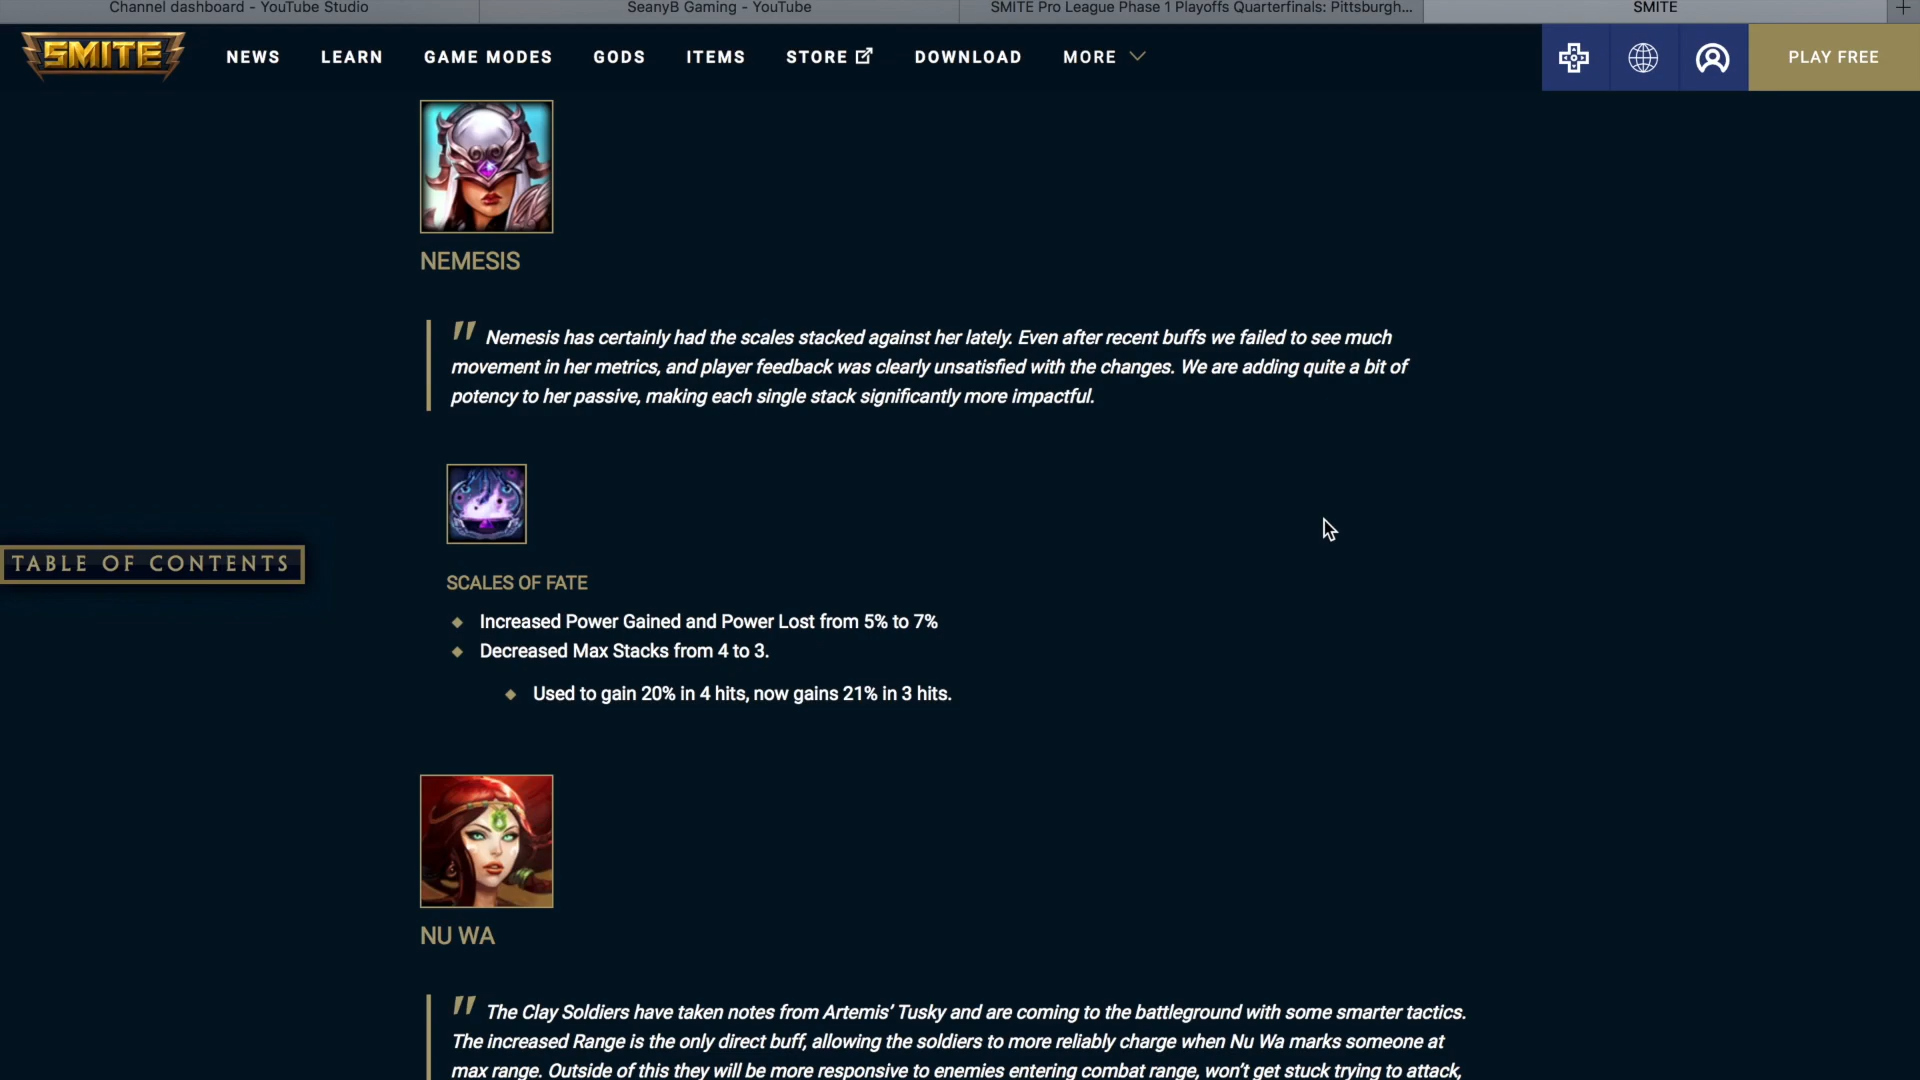 Channel dashboard - YouTube Studio
SeanyB Gaming - YouTube
SMITE Pro League Phase 1 Playoffs Quarterfinals: Pittsburgh...
SMITE
SMITE
NEWS
LEARN
GAME MODES
GODS
ITEMS
STORE
DOWNLOAD
MORE
PLAY FREE
NEMESIS
" Nemesis has certainly had the scales stacked against her lately. Even after recent buffs we failed to see much
movement in her metrics, and player feedback was clearly unsatisfied with the changes. We are adding quite a bit of
potency to her passive, making each single stack significantly more impactful.
TABLE OF CONTENTS
SCALES OF FATE
Increased Power Gained and Power Lost from 5% to 7%
Decreased Max Stacks from 4 to 3.
Used to gain 20% in 4 hits, now gains 21% in 3 hits.
NU WA
" The Clay Soldiers have taken notes from Artemis’ Tusky and are coming to the battleground with some smarter tactics.
The increased Range is the only direct buff, allowing the soldiers to more reliably charge when Nu Wa marks someone at
max range. Outside of this they will be more responsive to enemies entering combat range, won’t get stuck trying to attack,